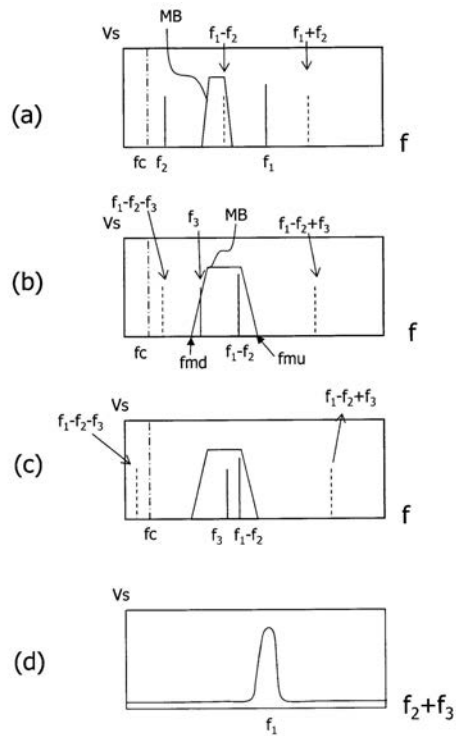 MB
Vs
f₁-f₂
f₁+f₂
(a)
fc
f₂
f₁
f
f₁-f₂-f₃
Vs
f₃
MB
f₁-f₂+f₃
(b)
fc
fmd
f₁-f₂
fmu
f
f₁-f₂-f₃
Vs
f₁-f₂+f₃
(c)
fc
f₃
f₁-f₂
f
Vs
(d)
f₁
f₂+f₃